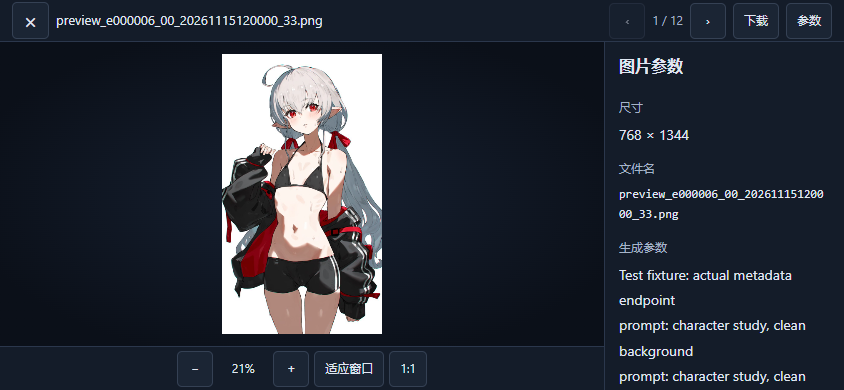 × preview_e000006_00_20261115120000_33.png ‹ 1 / 12 › 下载 参数
图片参数
尺寸
768 × 1344
文件名
preview_e000006_00_202611151200
00_33.png
生成参数
Test fixture: actual metadata
endpoint
prompt: character study, clean
background
prompt: character study, clean
− 21% + 适应窗口 1:1